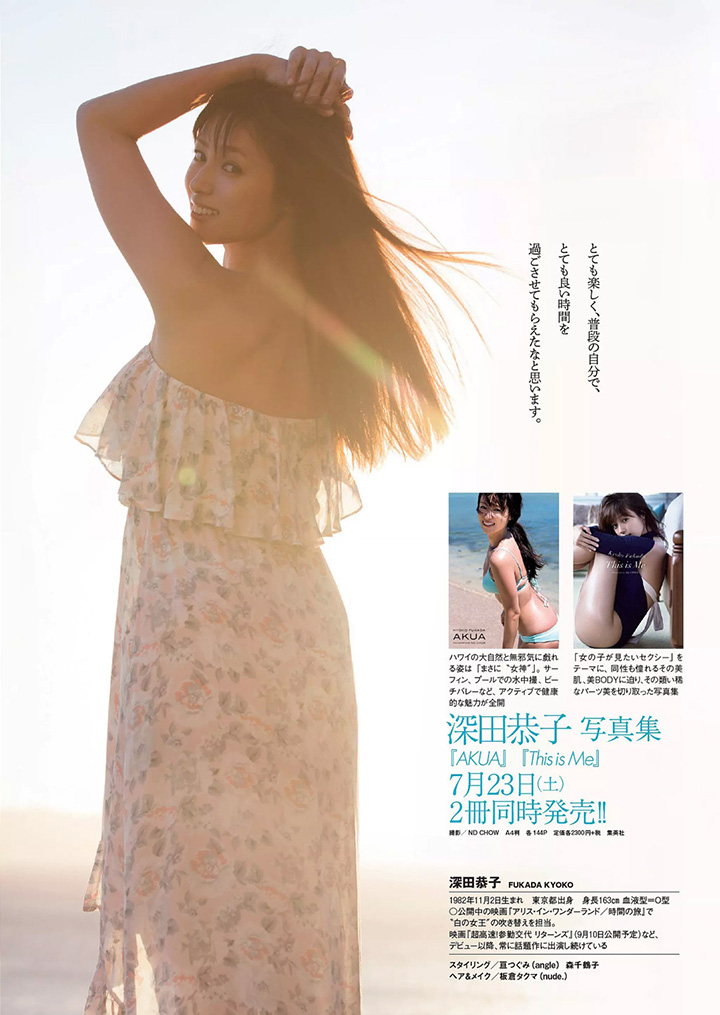 とても楽しく、普段の自分で、
とても良い時間を
過ごさせてもらえたなと思います。
KYOKO FUKADA
AKUA
Kyoko Fukada
This is Me
ハワイの大自然と無邪気に戯れ
る姿は『まさに〝女神〟』。サー
フィン、プールでの水中撮、ビー
チバレーなど、アクティブで健康
的な魅力が全開
「女の子が見たいセクシー」を
テーマに、同性も憧れるその美
肌、美BODYに迫り、その類い稀
なパーツ美を切り取った写真集
深田恭子 写真集
『AKUA』『This is Me』
7月23日(土)
2冊同時発売!!
撮影／ND CHOW A4判 各144P 定価各2300円+税 集英社
深田恭子 FUKADA KYOKO
1982年11月2日生まれ 東京都出身 身長163㎝ 血液型＝O型
○公開中の映画『アリス・イン・ワンダーランド／時間の旅』で
〝白の女王〟の吹き替えを担当。
映画『超高速！参勤交代 リターンズ』(9月10日公開予定)など、
デビュー以降、常に話題作に出演し続けている
スタイリング／亘つぐみ(angle) 森千鶴子
ヘア&メイク／板倉タクマ(nude.)